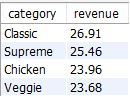 category revenue
Classic 26.91
Supreme 25.46
Chicken 23.96
Veggie 23.68